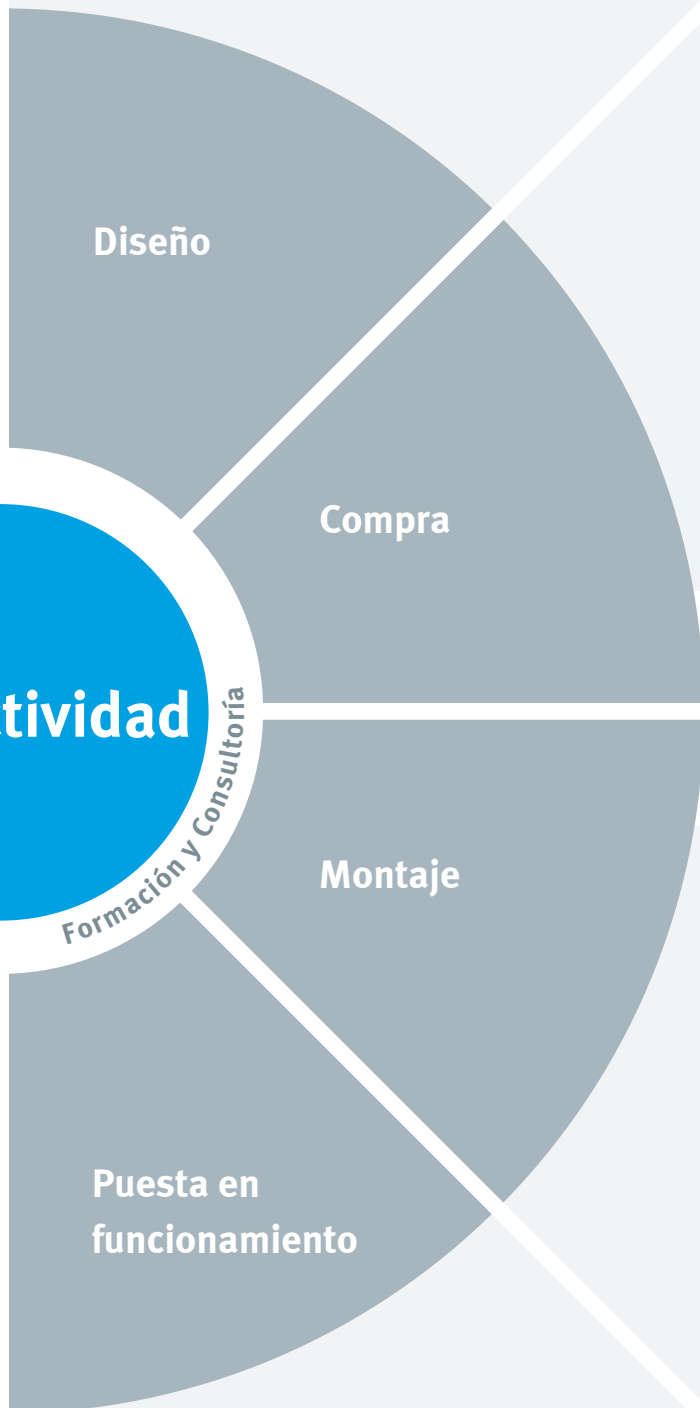 Diseño
Compra
tividad
Formación y Consultoría
Montaje
Puesta en
funcionamiento